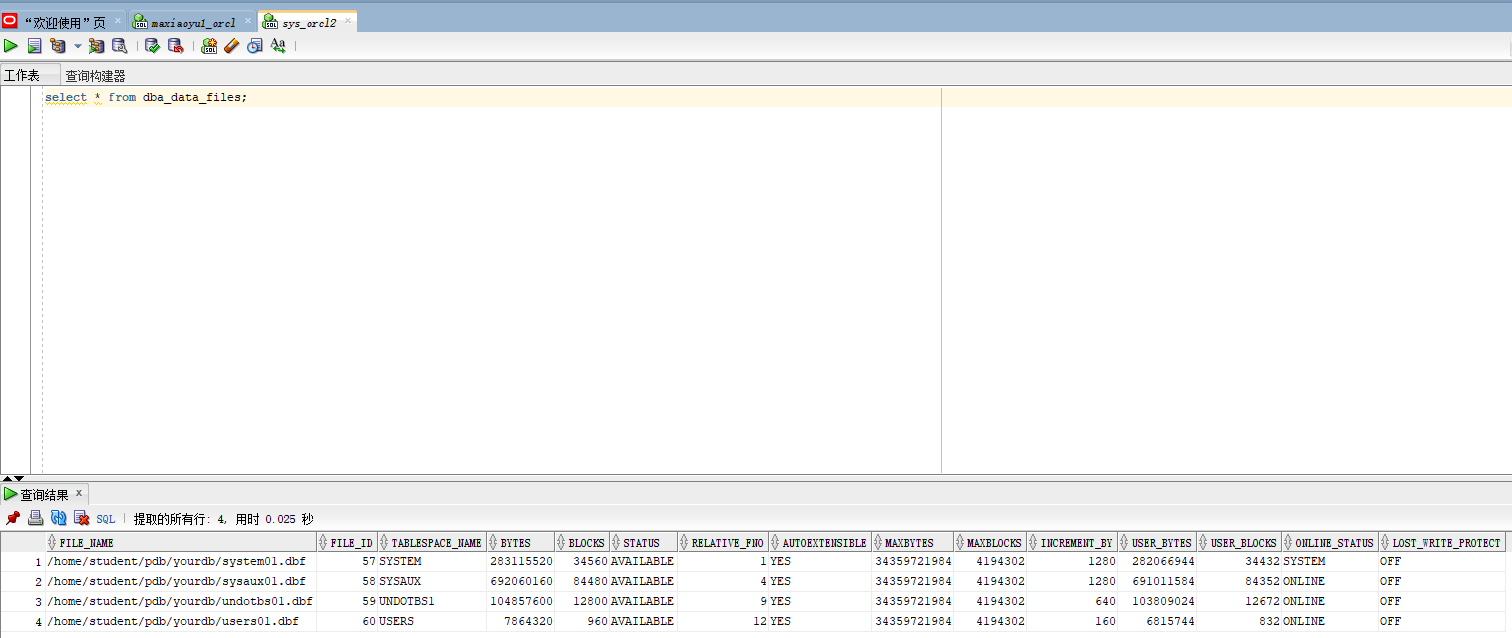 “欢迎使用”页 maxiaoyu1_orcl sys_orcl2
工作表 查询构建器
select * from dba_data_files;
查询结果
SQL 提取的所有行: 4, 用时 0.025 秒
FILE_NAME FILE_ID TABLESPACE_NAME BYTES BLOCKS STATUS RELATIVE_FNO AUTOEXTENSIBLE MAXBYTES MAXBLOCKS INCREMENT_BY USER_BYTES USER_BLOCKS ONLINE_STATUS LOST_WRITE_PROTECT
1 /home/student/pdb/yourdb/system01.dbf 57 SYSTEM 283115520 34560 AVAILABLE 1 YES 34359721984 4194302 1280 282066944 34432 SYSTEM OFF
2 /home/student/pdb/yourdb/sysaux01.dbf 58 SYSAUX 692060160 84480 AVAILABLE 4 YES 34359721984 4194302 1280 691011584 84352 ONLINE OFF
3 /home/student/pdb/yourdb/undotbs01.dbf 59 UNDOTBS1 104857600 12800 AVAILABLE 9 YES 34359721984 4194302 640 103809024 12672 ONLINE OFF
4 /home/student/pdb/yourdb/users01.dbf 60 USERS 7864320 960 AVAILABLE 12 YES 34359721984 4194302 160 6815744 832 ONLINE OFF